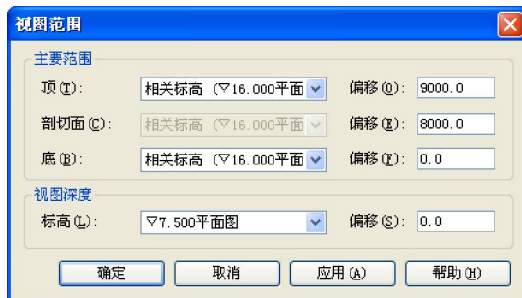 视图范围
主要范围
顶(T): 相关标高 (▽16.000平面 偏移(O): 9000.0
剖切面(C): 相关标高 (▽16.000平面 偏移(E): 8000.0
底(B): 相关标高 (▽16.000平面 偏移(F): 0.0
视图深度
标高(L): ▽7.500平面图 偏移(S): 0.0
确定 取消 应用(A) 帮助(H)